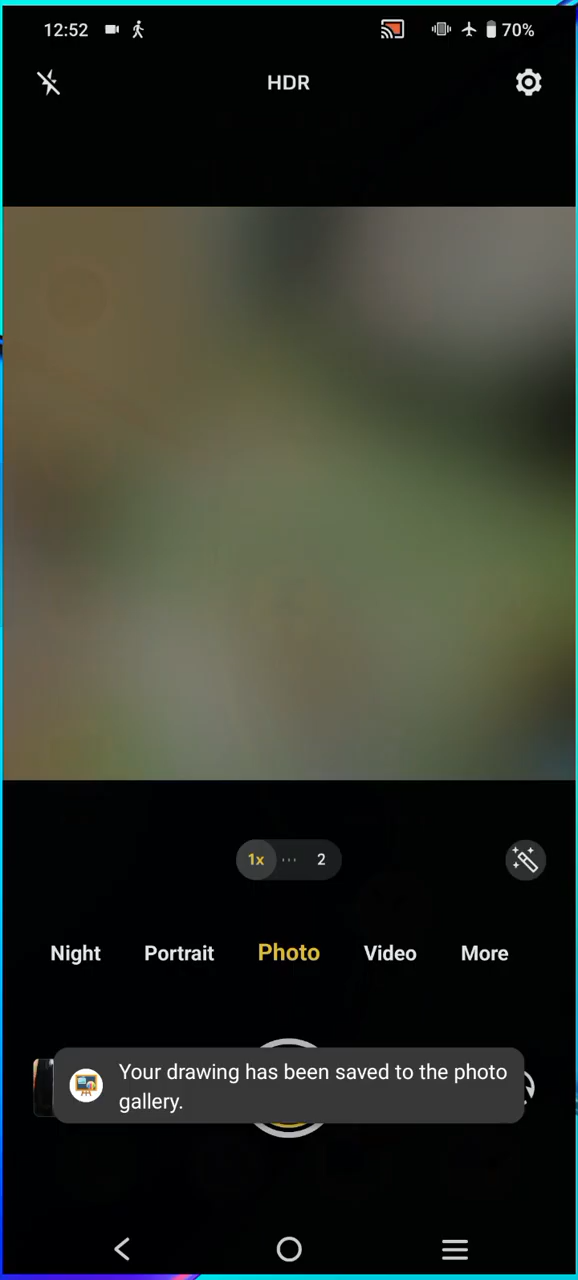 12:52
70%
HDR
1x
2
Night
Portrait
Photo
Video
More
Your drawing has been saved to the photo
gallery.